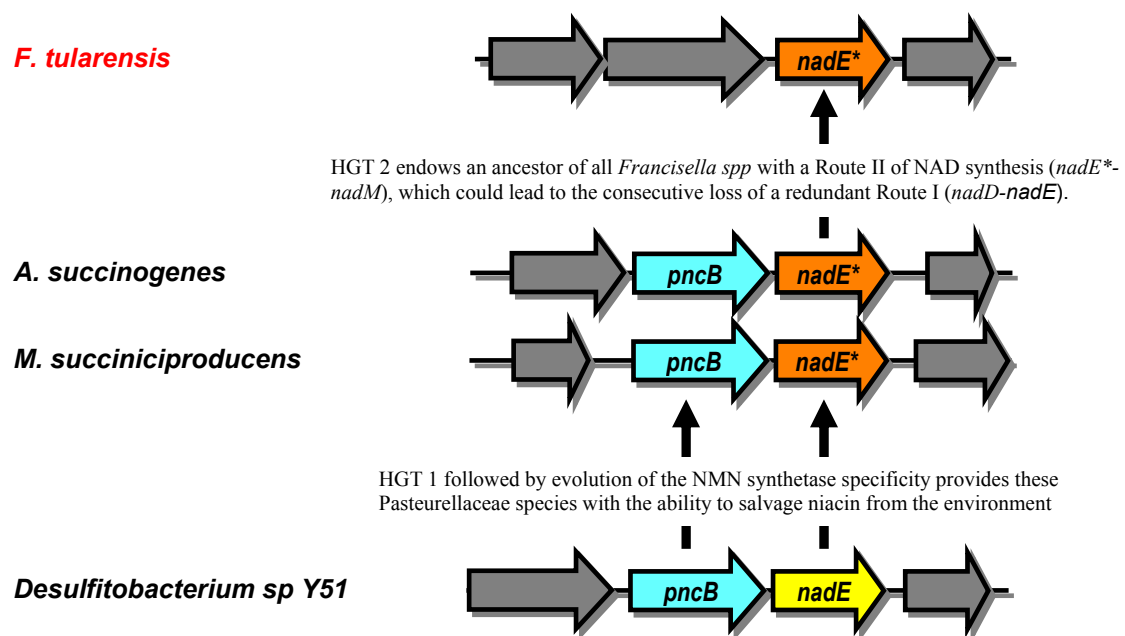 F. tularensis
nadE*
HGT 2 endows an ancestor of all Francisella spp with a Route II of NAD synthesis (nadE*-
nadM), which could lead to the consecutive loss of a redundant Route I (nadD-nadE).
A. succinogenes
pncB nadE*
M. succiniciproducens
pncB nadE*
HGT 1 followed by evolution of the NMN synthetase specificity provides these
Pasteurellaceae species with the ability to salvage niacin from the environment
Desulfitobacterium sp Y51
pncB nadE